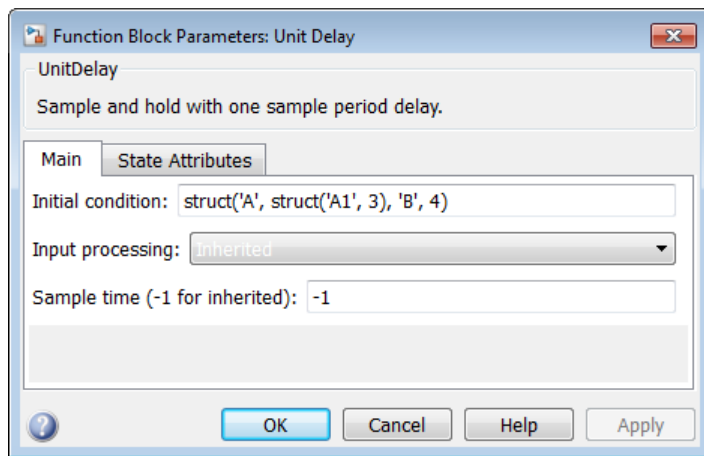 Function Block Parameters: Unit Delay
UnitDelay
Sample and hold with one sample period delay.
Main State Attributes
Initial condition: struct('A', struct('A1', 3), 'B', 4)
Input processing: Inherited
Sample time (-1 for inherited): -1
OK Cancel Help Apply